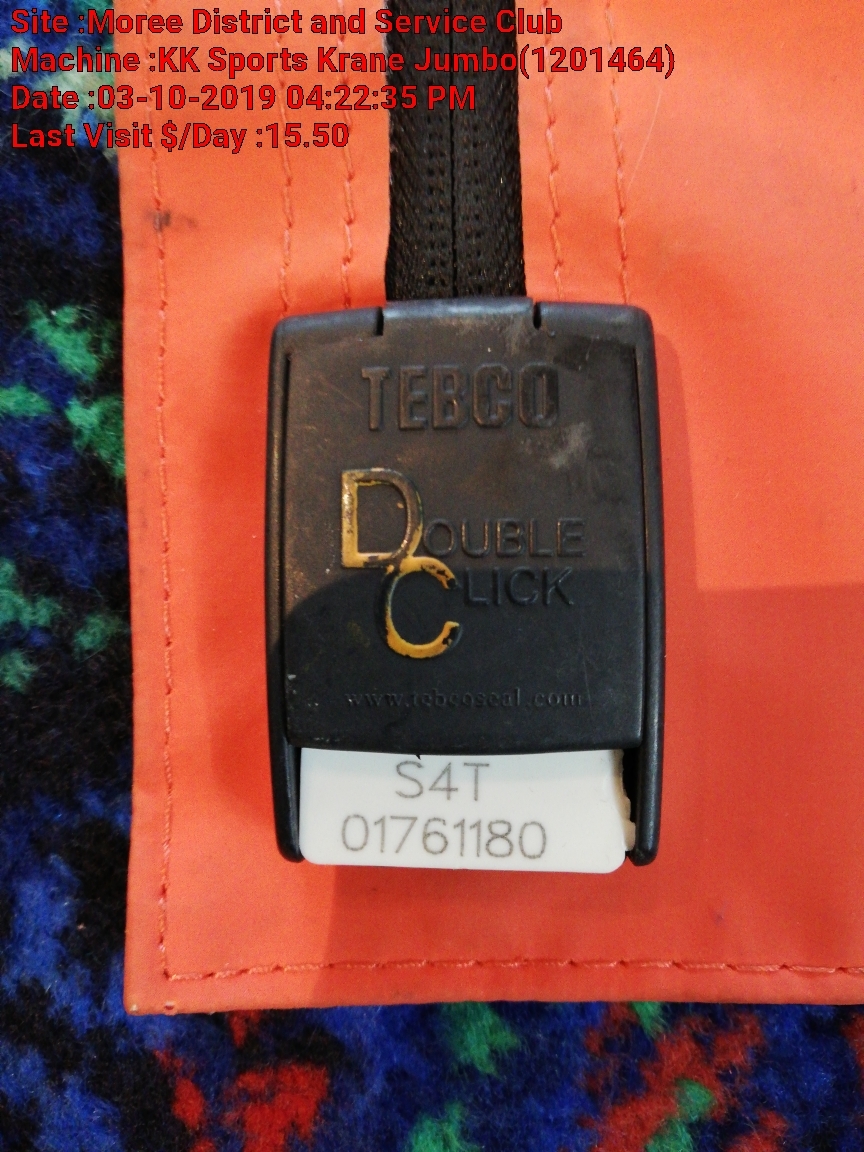 Site :Moree District and Service Club
Machine :KK Sports Krane Jumbo(1201464)
Date :03-10-2019 04:22:35 PM
Last Visit $/Day :15.50
TEBCO
DOUBLE
CLICK
www.tebcoseal.com
S4T
01761180